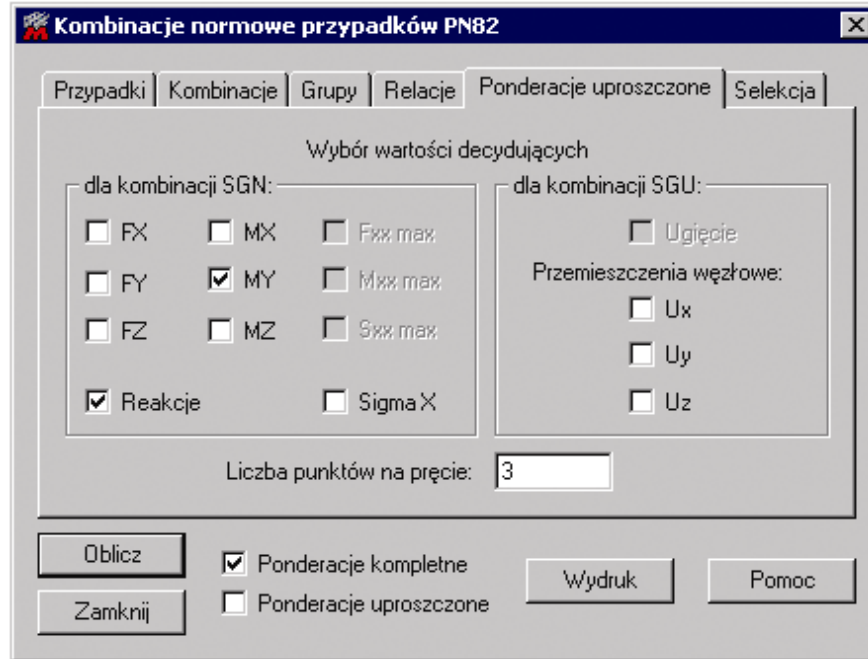 Kombinacje normowe przypadków PN82
Przypadki Kombinacje Grupy Relacje Ponderacje uproszczone Selekcja
Wybór wartości decydujących
dla kombinacji SGN: dla kombinacji SGU:
FX MX Fxx max Ugięcie
FY MY Mxx max Przemieszczenia węzłowe:
FZ MZ Sxx max Ux
Uy
Reakcje Sigma X Uz
Liczba punktów na pręcie: 3
Oblicz Ponderacje kompletne Wydruk Pomoc
Zamknij Ponderacje uproszczone